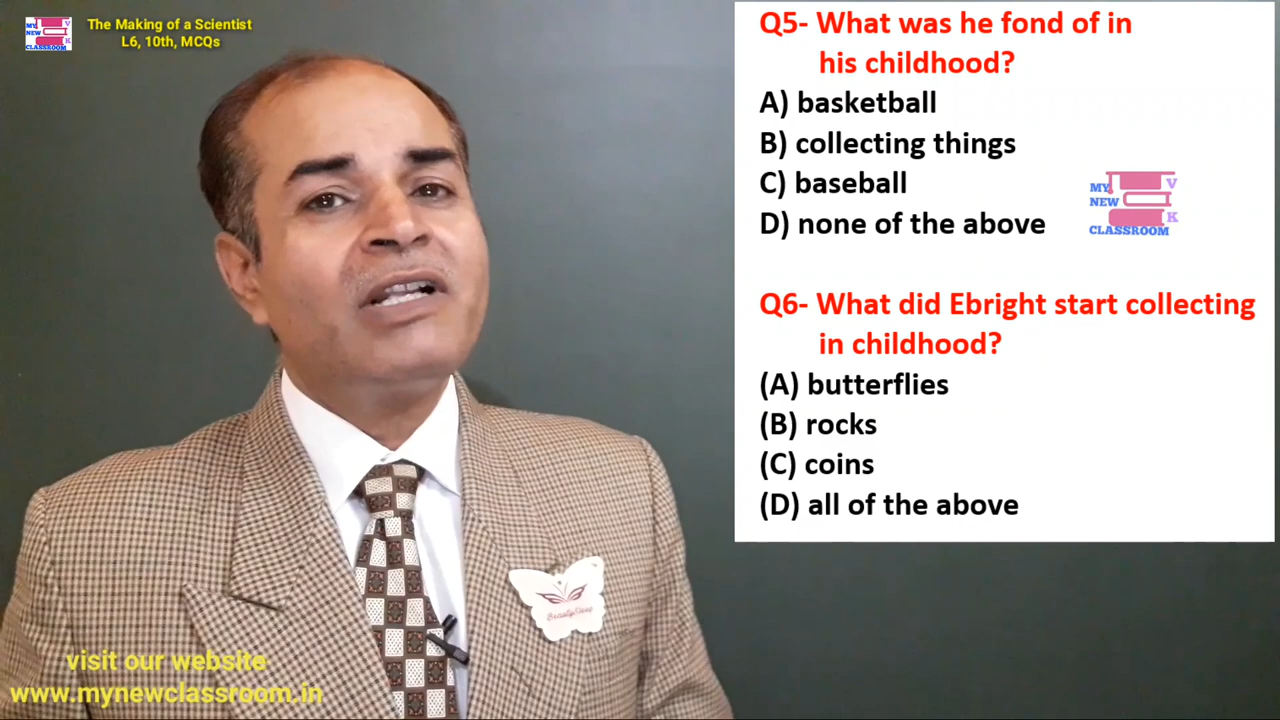 MY
NEW
CLASSROOM
V
K
The Making of a Scientist
L6, 10th, MCQs
Q5- What was he fond of in
his childhood?
A) basketball
B) collecting things
C) baseball
D) none of the above
MY
NEW
CLASSROOM
V
K
Q6- What did Ebright start collecting
in childhood?
(A) butterflies
(B) rocks
(C) coins
(D) all of the above
visit our website
www.mynewclassroom.in